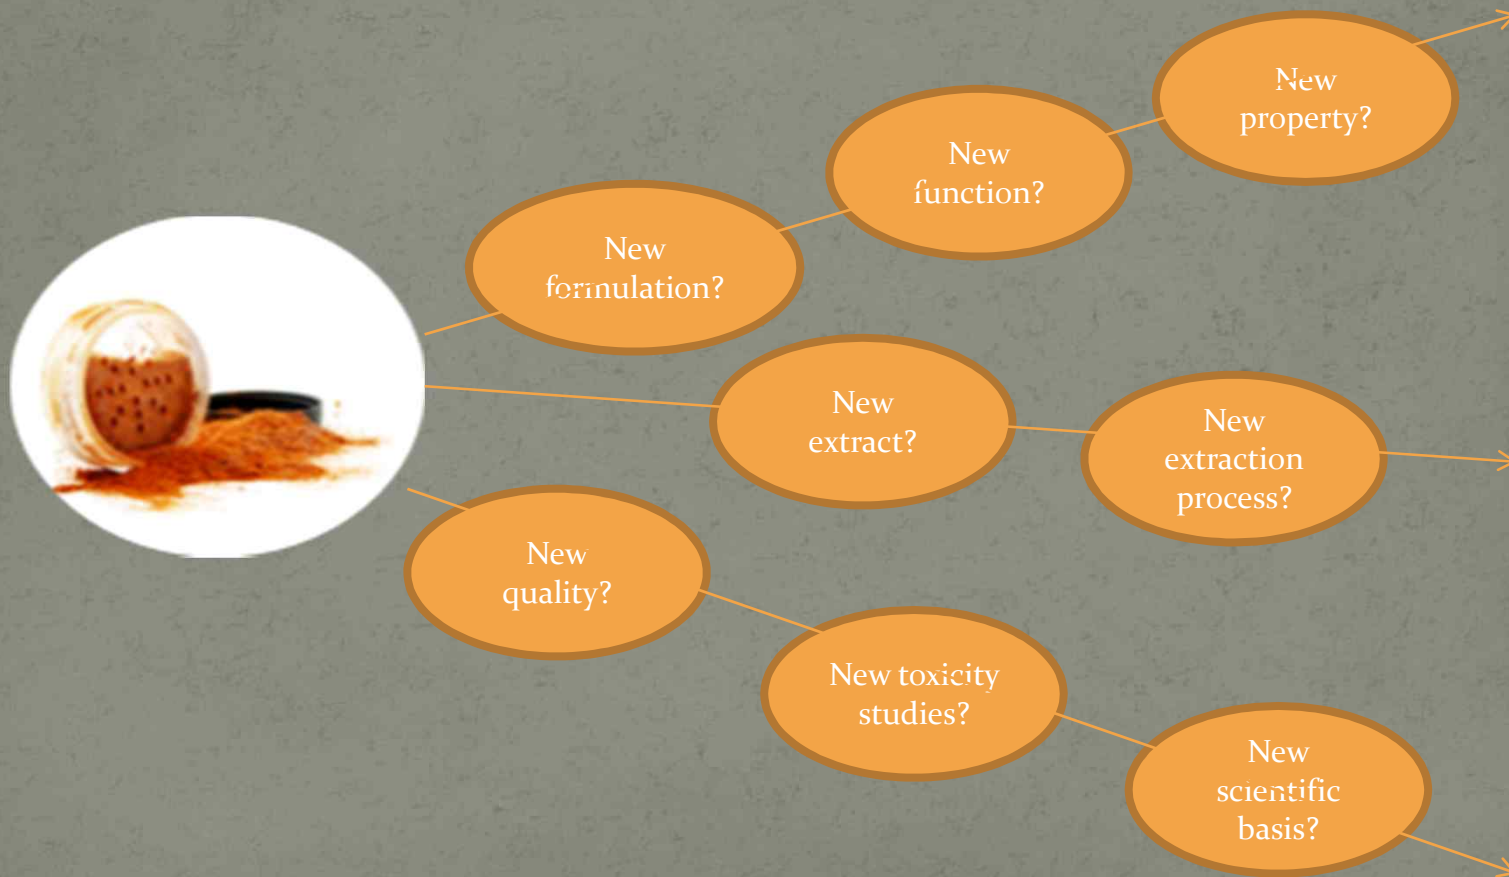 New
formulation?
New
function?
New
property?
New
extract?
New
extraction
process?
New
quality?
New toxicity
studies?
New
scientific
basis?